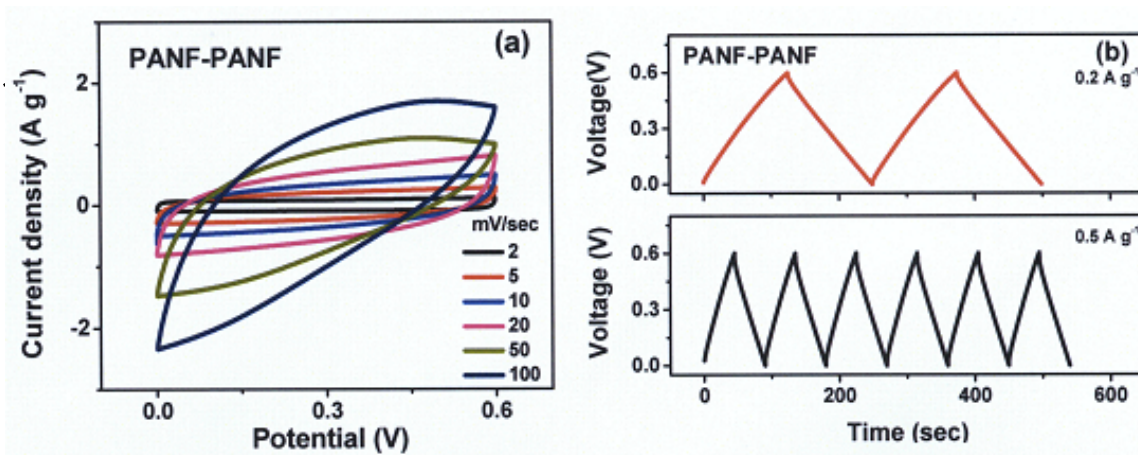 (a)
PANF-PANF
Current density (A g⁻¹)
2
0
-2
mV/sec
2
5
10
20
50
100
0.0
0.3
0.6
Potential (V)
(b)
PANF-PANF
0.2 A g⁻¹
Voltage(V)
0.6
0.3
0.0
0.5 A g⁻¹
Voltage (V)
0.6
0.3
0.0
0
200
400
600
Time (sec)